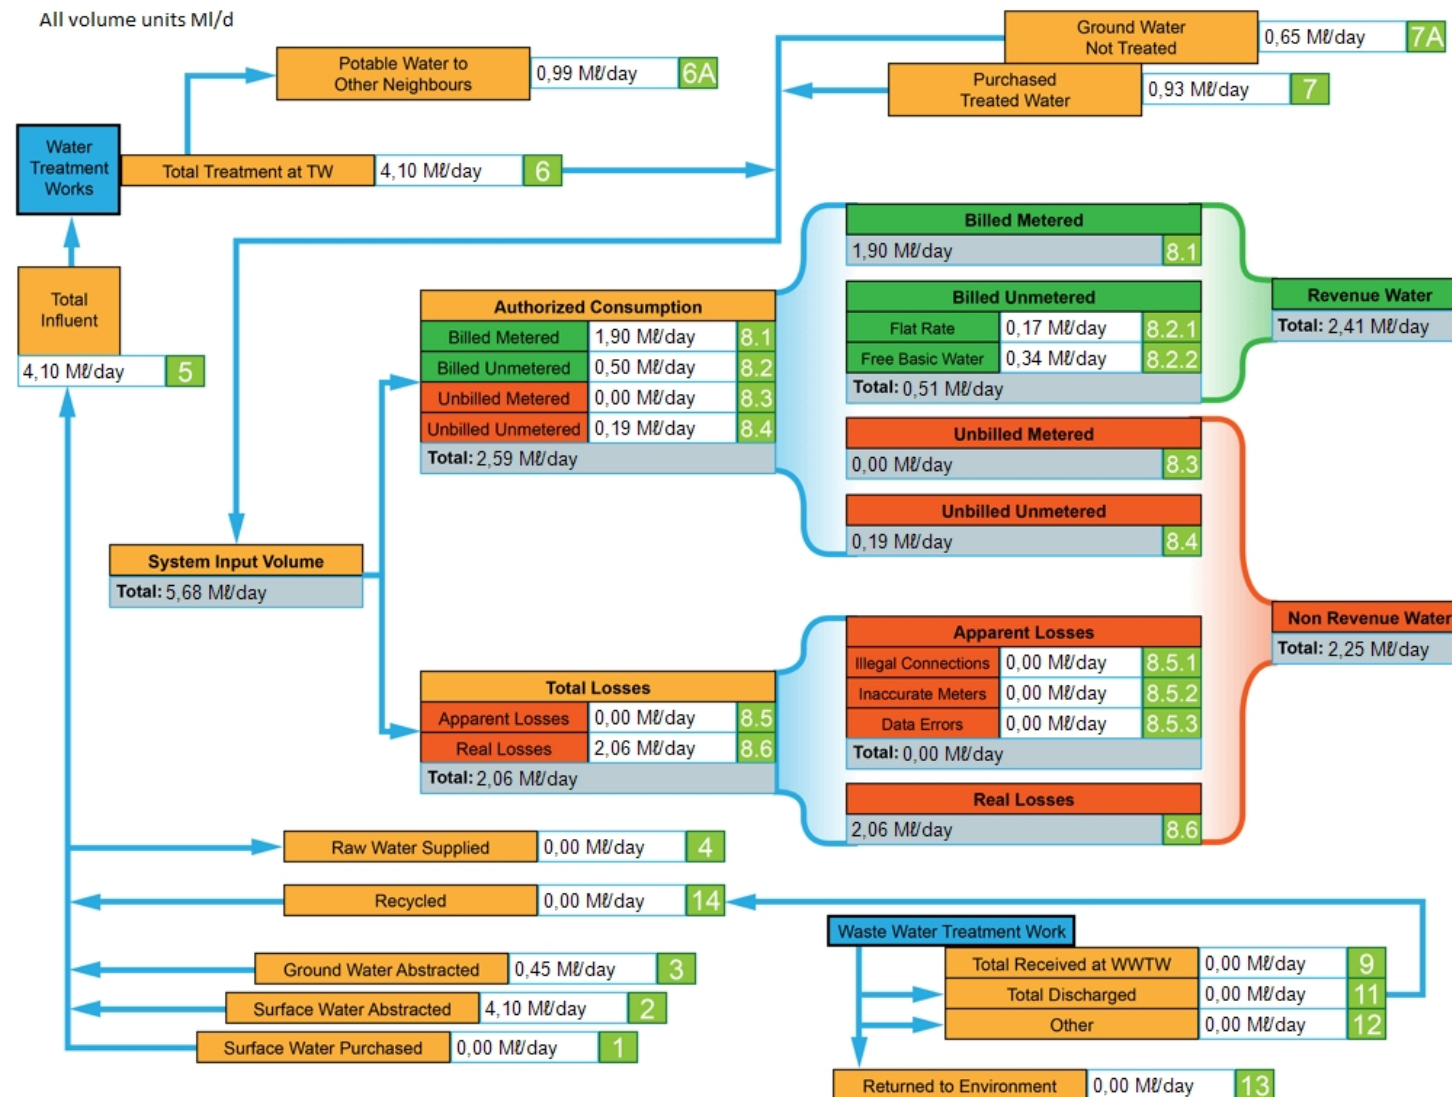 All volume units Ml/d
Potable Water to
Other Neighbours
0,99 Mℓ/day
6A
Ground Water
Not Treated
0,65 Mℓ/day
7A
Purchased
Treated Water
0,93 Mℓ/day
7
Water
Treatment
Works
Total Treatment at TW
4,10 Mℓ/day
6
Total
Influent
4,10 Mℓ/day
5
Authorized Consumption
Billed Metered 1,90 Mℓ/day 8.1
Billed Unmetered 0,50 Mℓ/day 8.2
Unbilled Metered 0,00 Mℓ/day 8.3
Unbilled Unmetered 0,19 Mℓ/day 8.4
Total: 2,59 Mℓ/day
Billed Metered
1,90 Mℓ/day 8.1
Billed Unmetered
Flat Rate 0,17 Mℓ/day 8.2.1
Free Basic Water 0,34 Mℓ/day 8.2.2
Total: 0,51 Mℓ/day
Revenue Water
Total: 2,41 Mℓ/day
Unbilled Metered
0,00 Mℓ/day 8.3
Unbilled Unmetered
0,19 Mℓ/day 8.4
System Input Volume
Total: 5,68 Mℓ/day
Non Revenue Water
Total: 2,25 Mℓ/day
Total Losses
Apparent Losses 0,00 Mℓ/day 8.5
Real Losses 2,06 Mℓ/day 8.6
Total: 2,06 Mℓ/day
Apparent Losses
Illegal Connections 0,00 Mℓ/day 8.5.1
Inaccurate Meters 0,00 Mℓ/day 8.5.2
Data Errors 0,00 Mℓ/day 8.5.3
Total: 0,00 Mℓ/day
Real Losses
2,06 Mℓ/day 8.6
Raw Water Supplied 0,00 Mℓ/day 4
Recycled 0,00 Mℓ/day 14
Ground Water Abstracted 0,45 Mℓ/day 3
Surface Water Abstracted 4,10 Mℓ/day 2
Surface Water Purchased 0,00 Mℓ/day 1
Waste Water Treatment Work
Total Received at WWTW 0,00 Mℓ/day 9
Total Discharged 0,00 Mℓ/day 11
Other 0,00 Mℓ/day 12
Returned to Environment 0,00 Mℓ/day 13